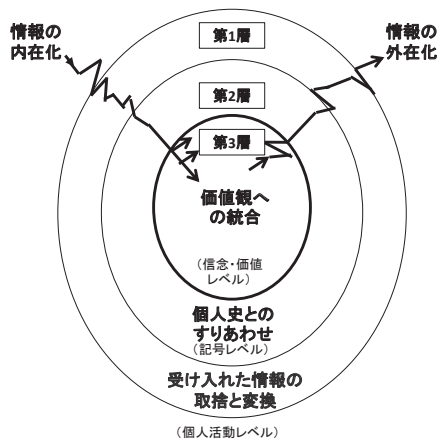 情報の
内在化
情報の
外在化
第1層
第2層
第3層
価値観へ
の統合
（信念・価値
レベル）
個人史との
すりあわせ
（記号レベル）
受け入れた情報の
取捨と変換
（個人活動レベル）